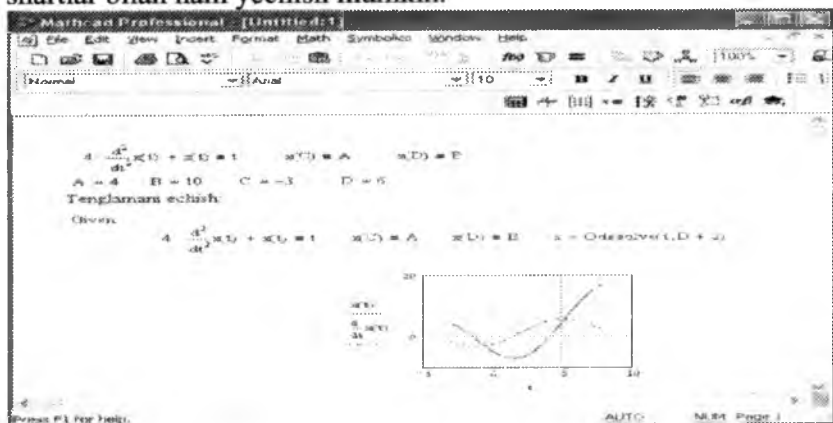 shartlar bilan ham yechish mumkin.
Mathcad Professional - [Untitled:1]
File Edit View Insert Format Math Symbolics Window Help
100%
Normal Arial 10 B I U
4 d²/dt² x(t) + x(t) = t x(C) = A x(D) = B
A = 4 B = 10 C = -3 D = 5
Tenglamani echish:
Given
4 d²/dt² x(t) + x(t) = t x(C) = A x(D) = B x = Odesolve(t, D + 2)
20
x(t)
d/dt x(t)
0
5 10
t
Press F1 for help. AUTO NUM Page 1